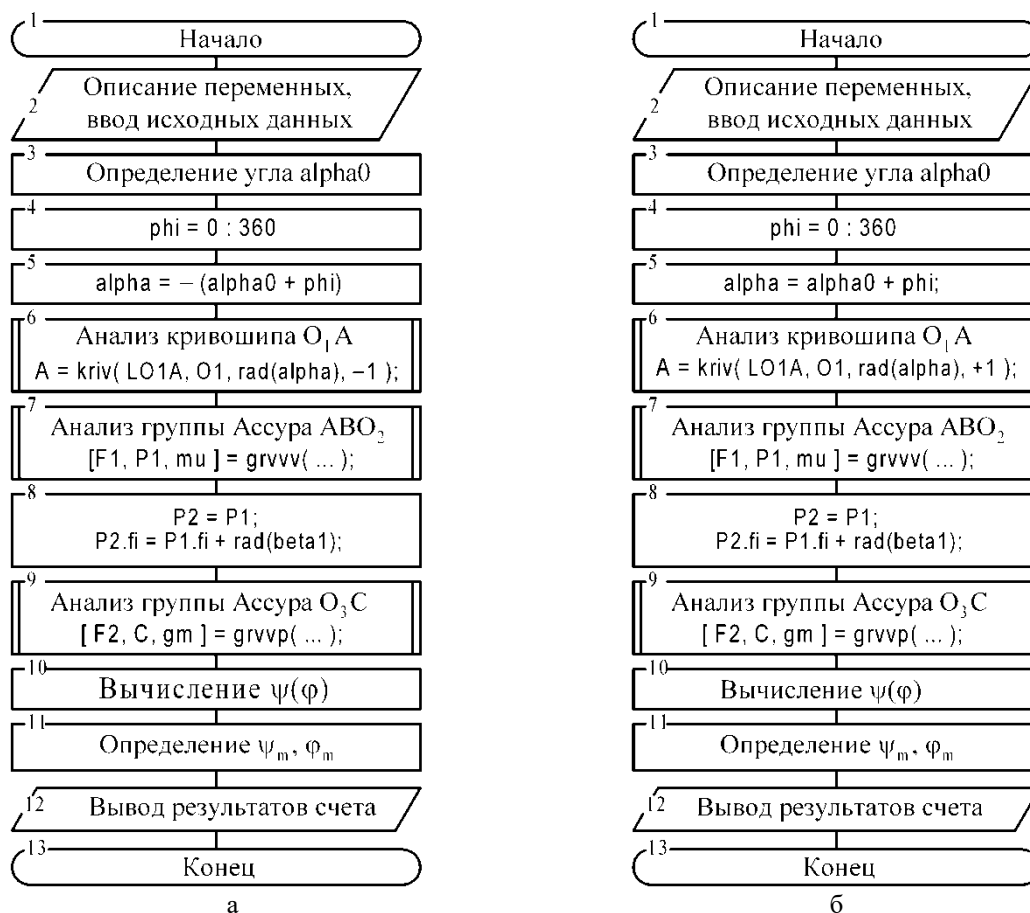 1
Начало
2
Описание переменных,
ввод исходных данных
3
Определение угла alpha0
4
phi = 0 : 360
5
alpha = – (alpha0 + phi)
6
Анализ кривошипа O₁A
A = kriv( LO1A, O1, rad(alpha), –1 );
7
Анализ группы Ассура ABO₂
[F1, P1, mu ] = grvvv( ... );
8
P2 = P1;
P2.fi = P1.fi + rad(beta1);
9
Анализ группы Ассура O₃C
[ F2, C, gm ] = grvvp( ... );
10
Вычисление ψ(φ)
11
Определение ψₘ, φₘ
12
Вывод результатов счета
13
Конец
а
1
Начало
2
Описание переменных,
ввод исходных данных
3
Определение угла alpha0
4
phi = 0 : 360
5
alpha = alpha0 + phi;
6
Анализ кривошипа O₁A
A = kriv( LO1A, O1, rad(alpha), +1 );
7
Анализ группы Ассура ABO₂
[F1, P1, mu ] = grvvv( ... );
8
P2 = P1;
P2.fi = P1.fi + rad(beta1);
9
Анализ группы Ассура O₃C
[ F2, C, gm ] = grvvp( ... );
10
Вычисление ψ(φ)
11
Определение ψₘ, φₘ
12
Вывод результатов счета
13
Конец
б